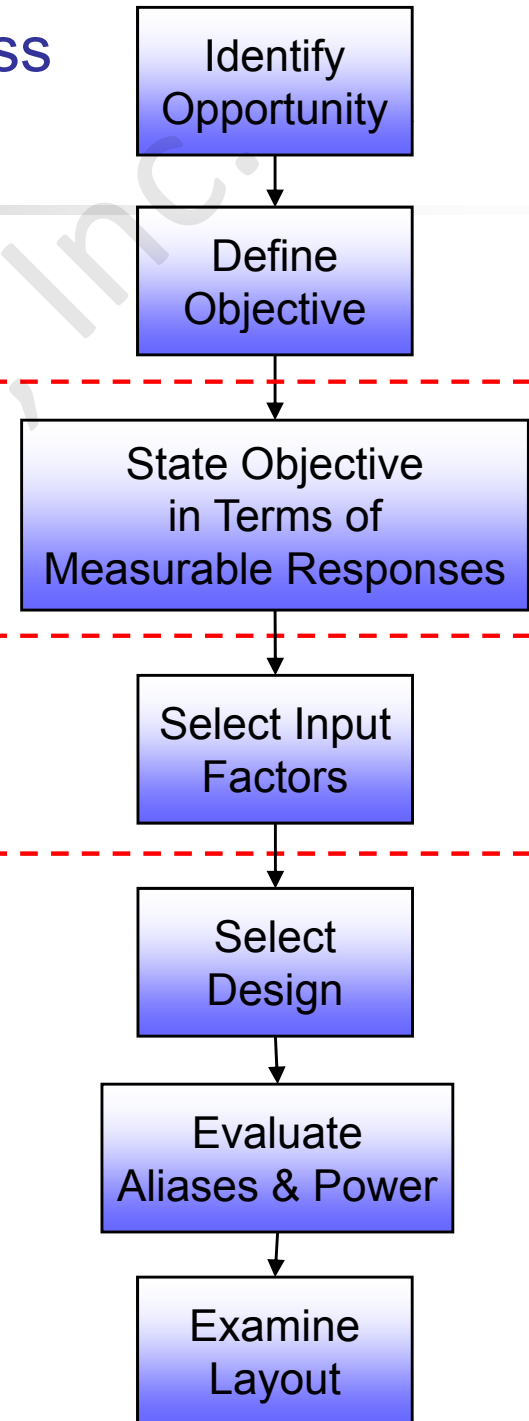 ss
Identify
Opportunity
, Inc.
Define
Objective
State Objective
in Terms of
Measurable Responses
Select Input
Factors
Select
Design
Evaluate
Aliases & Power
Examine
Layout